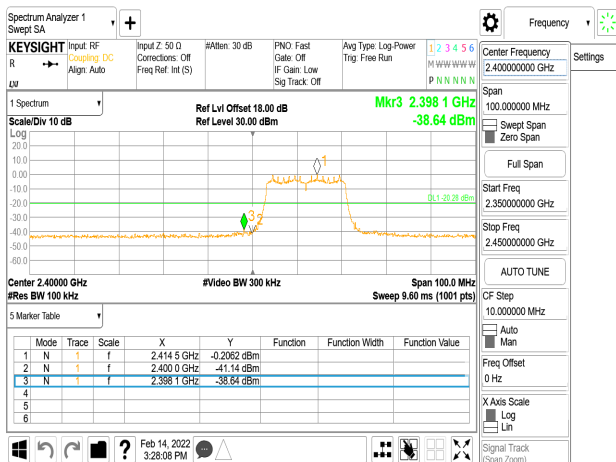 Spectrum Analyzer 1
Swept SA
Frequency
KEYSIGHT
Input: RF
Coupling: DC
Align: Auto
Input Z: 50 Ω
Corrections: Off
Freq Ref: Int (S)
#Atten: 30 dB
PNO: Fast
Gate: Off
IF Gain: Low
Sig Track: Off
Avg Type: Log-Power
Trig: Free Run
1 2 3 4 5 6
M W W W W W
P N N N N N
R
LXI
Center Frequency
2.400000000 GHz
Settings
Span
100.000000 MHz
Swept Span
Zero Span
Full Span
Start Freq
2.350000000 GHz
Stop Freq
2.450000000 GHz
AUTO TUNE
CF Step
10.000000 MHz
Auto
Man
Freq Offset
0 Hz
X Axis Scale
Log
Lin
Signal Track
(Span Zoom)
1 Spectrum
Scale/Div 10 dB
Ref Lvl Offset 18.00 dB
Ref Level 30.00 dBm
Mkr3 2.398 1 GHz
-38.64 dBm
Log
20.0
10.0
0.00
-10.0
-20.0
-30.0
-40.0
-50.0
-60.0
1
DL1 -20.28 dBm
3
2
Center 2.40000 GHz
#Video BW 300 kHz
Span 100.0 MHz
#Res BW 100 kHz
Sweep 9.60 ms (1001 pts)
5 Marker Table
Mode Trace Scale X Y Function Function Width Function Value
1 N 1 f 2.414 5 GHz -0.2062 dBm
2 N 1 f 2.400 0 GHz -41.14 dBm
3 N 1 f 2.398 1 GHz -38.64 dBm
4
5
6
?
Feb 14, 2022
3:28:08 PM